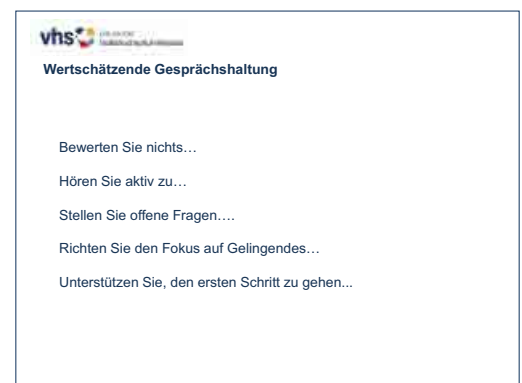 vhs
Wertschätzende Gesprächshaltung
Bewerten Sie nichts…
Hören Sie aktiv zu…
Stellen Sie offene Fragen….
Richten Sie den Fokus auf Gelingendes…
Unterstützen Sie, den ersten Schritt zu gehen...